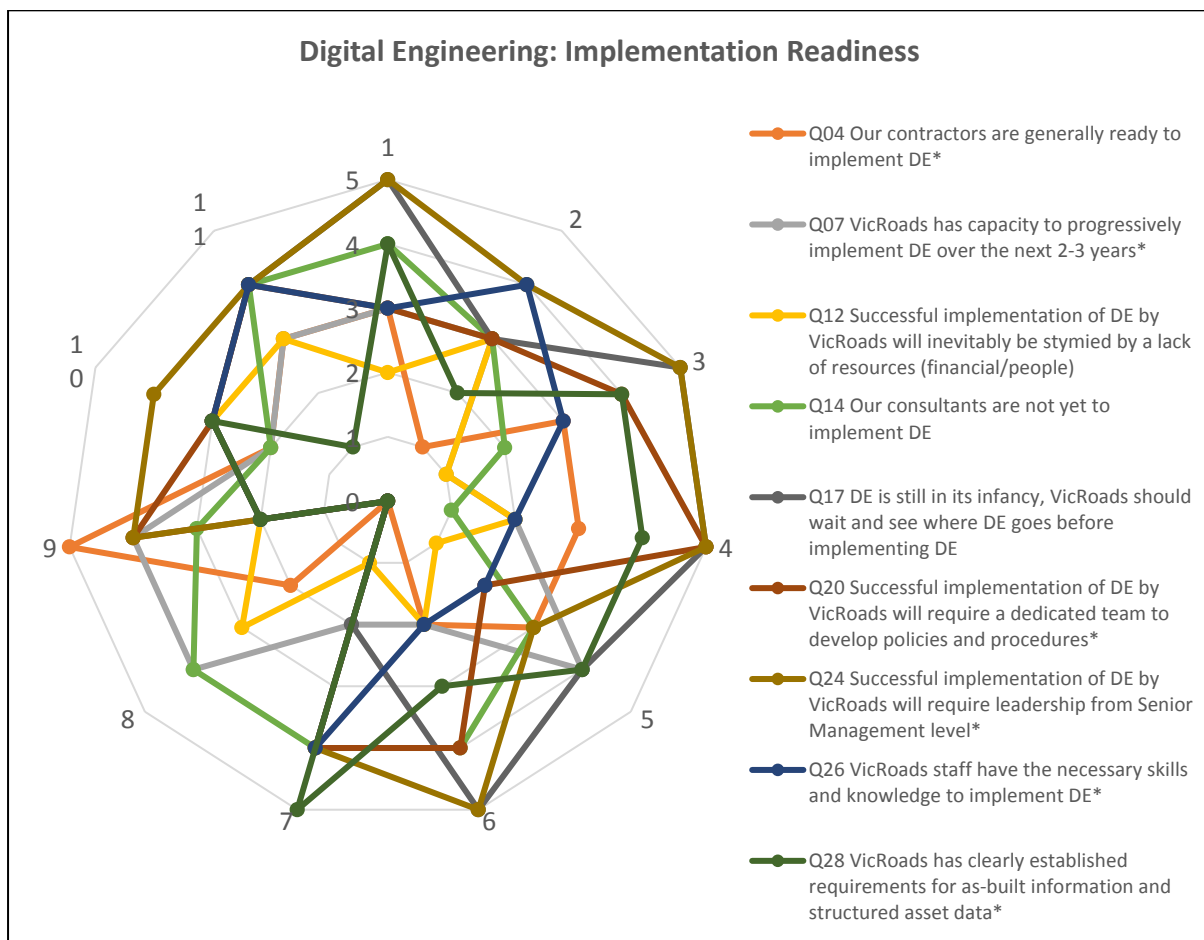 Digital Engineering: Implementation Readiness
1
5
4
3
2
1
0
2
3
4
5
6
7
8
9
1
0
1
1
Q04 Our contractors are generally ready to
implement DE*
Q07 VicRoads has capacity to progressively
implement DE over the next 2-3 years*
Q12 Successful implementation of DE by
VicRoads will inevitably be stymied by a lack
of resources (financial/people)
Q14 Our consultants are not yet to
implement DE
Q17 DE is still in its infancy, VicRoads should
wait and see where DE goes before
implementing DE
Q20 Successful implementation of DE by
VicRoads will require a dedicated team to
develop policies and procedures*
Q24 Successful implementation of DE by
VicRoads will require leadership from Senior
Management level*
Q26 VicRoads staff have the necessary skills
and knowledge to implement DE*
Q28 VicRoads has clearly established
requirements for as-built information and
structured asset data*